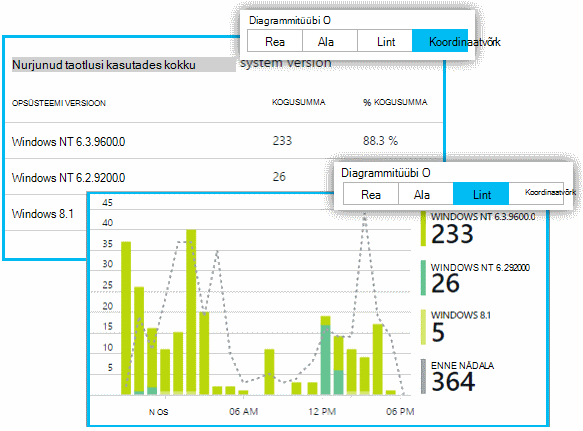 Diagrammitüübi O
Rea Ala Lint Koordinaatvõrk
Nurjunud taotlusi kasutades kokku system version
OPSÜSTEEMI VERSIOON KOGUSUMMA % KOGUSUMMA
Windows NT 6.3.9600.0 233 88.3 %
Windows NT 6.2.9200.0 26
Windows 8.1
Diagrammitüübi O
Rea Ala Lint Koordinaatvõrk
45
40
35
30
25
20
15
10
5
N OS 06 AM 12 PM 06 PM
WINDOWS NT 6.3.9600.0
233
WINDOWS NT 6.292000
26
WINDOWS 8.1
5
ENNE NÄDALA
364